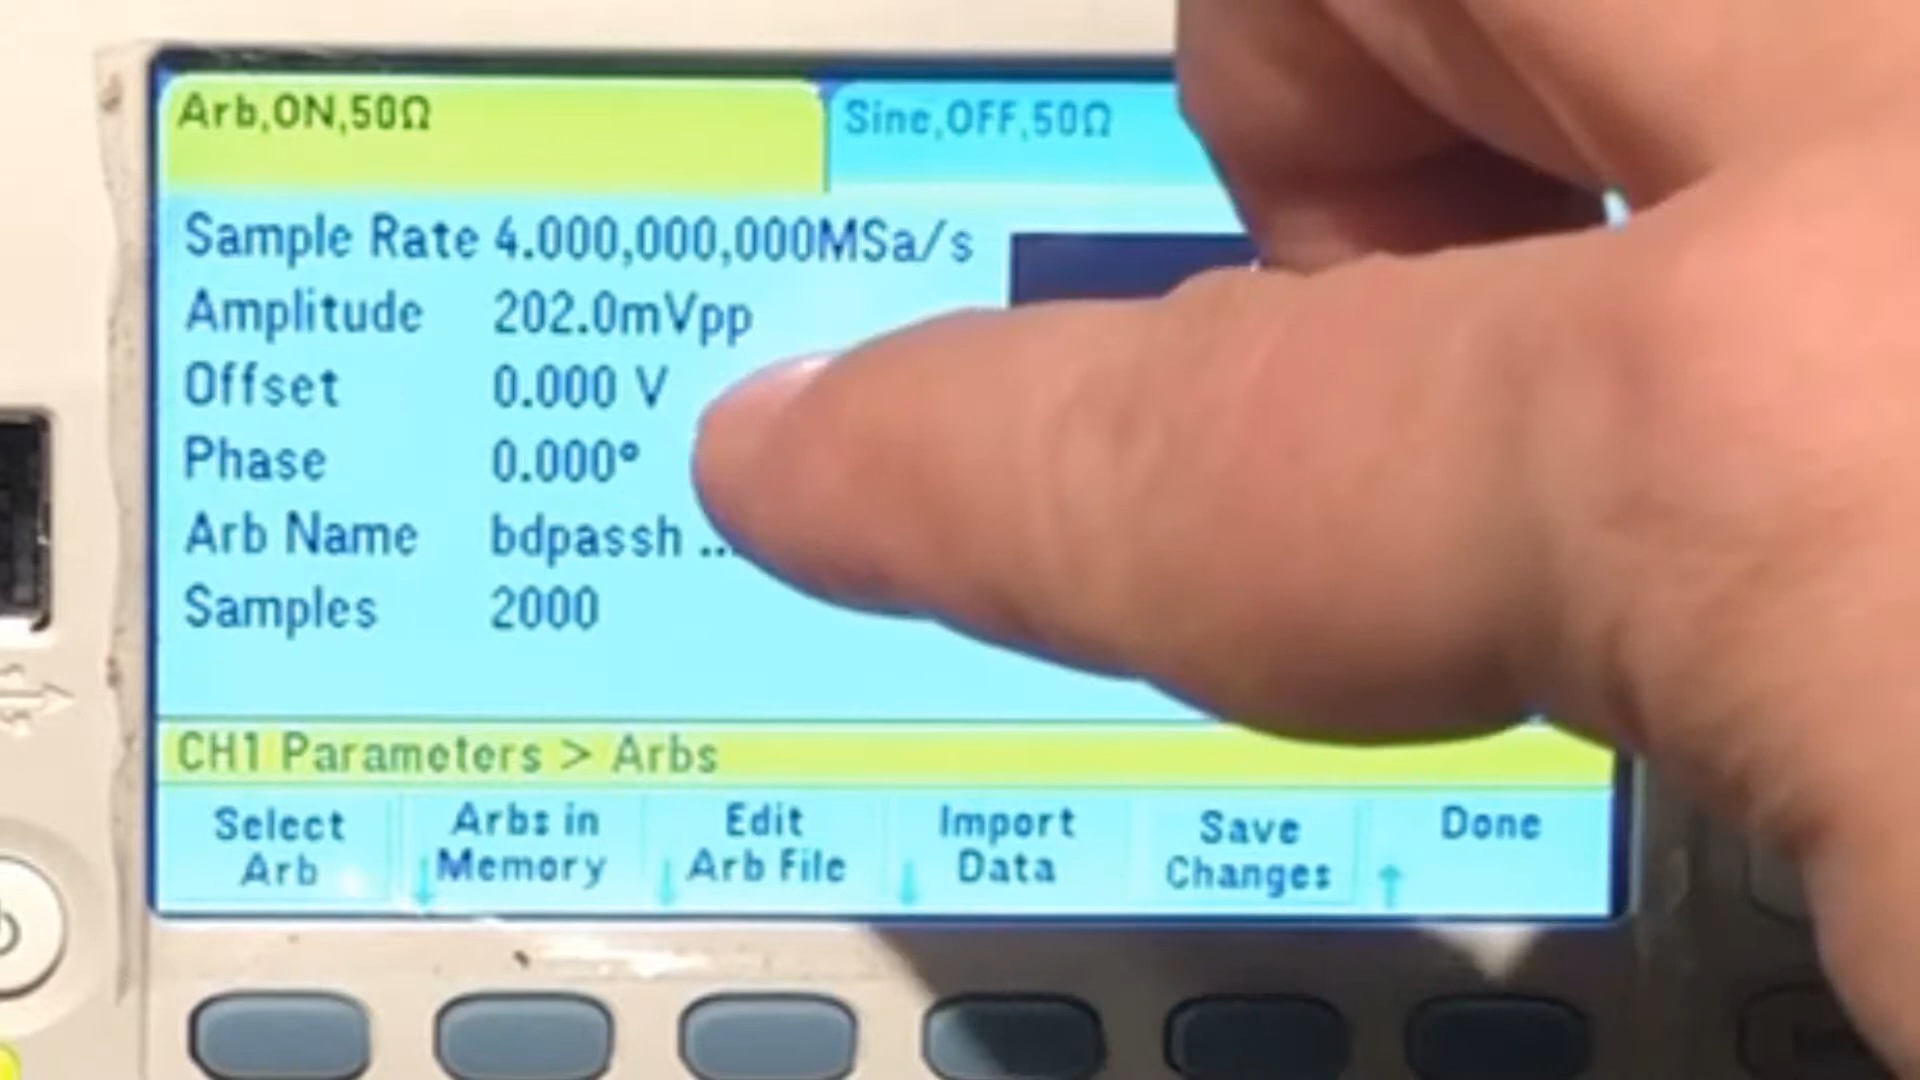 Arb,ON,50Ω
Sine,OFF,50Ω
Sample Rate 4.000,000,000MSa/s
Amplitude 202.0mVpp
Offset 0.000 V
Phase 0.000°
Arb Name bdpassh ...
Samples 2000
CH1 Parameters > Arbs
Select Arb
Arbs in Memory
Edit Arb File
Import Data
Save Changes
Done